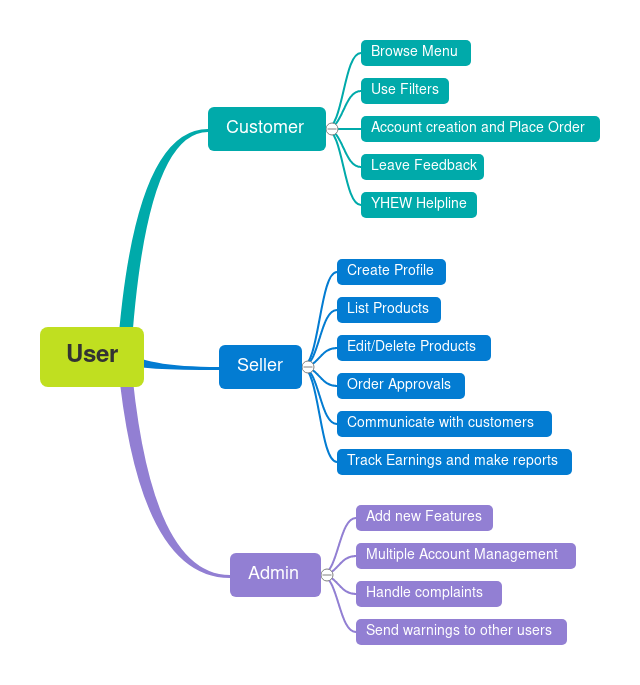 User
Customer
Browse Menu
Use Filters
Account creation and Place Order
Leave Feedback
YHEW Helpline
Seller
Create Profile
List Products
Edit/Delete Products
Order Approvals
Communicate with customers
Track Earnings and make reports
Admin
Add new Features
Multiple Account Management
Handle complaints
Send warnings to other users